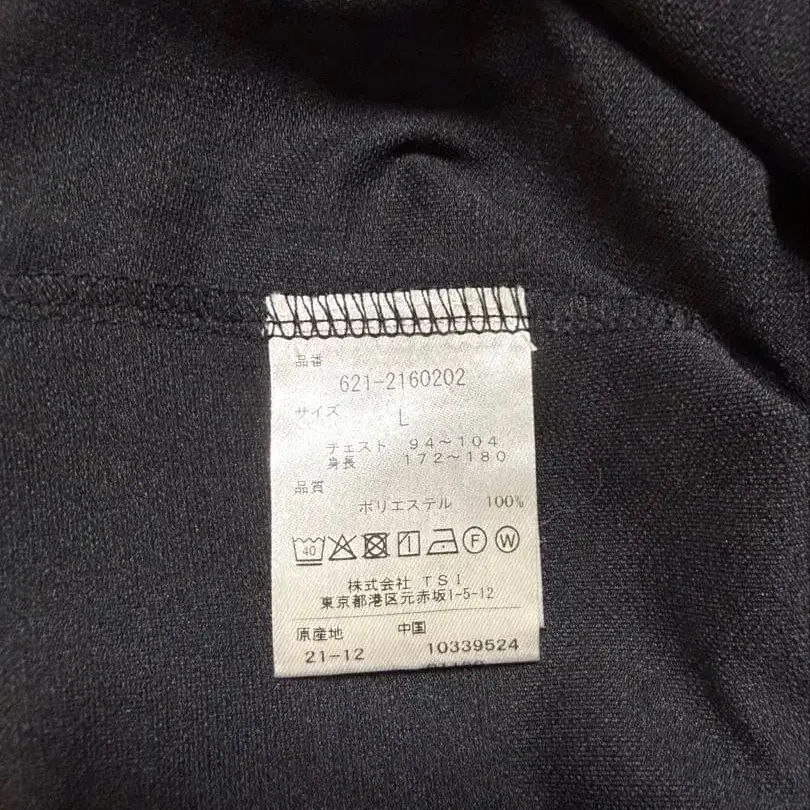 品番
621-2160202
サイズ
L
チェスト 94～104
身長 172～180
品質
ポリエステル 100%
40 F W
株式会社 TSI
東京都港区元赤坂1-5-12
原産地 中国
21-12 10339524